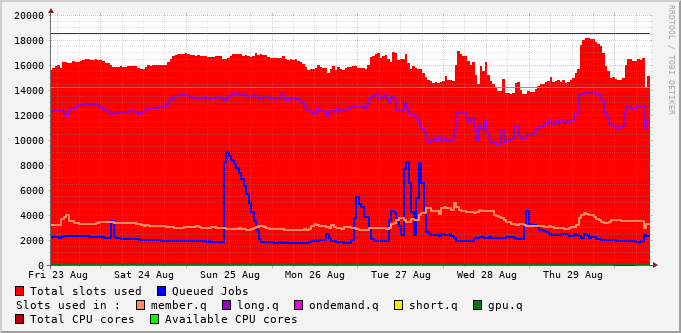 20000
18000
16000
14000
12000
10000
8000
6000
4000
2000
0
Fri 23 Aug Sat 24 Aug Sun 25 Aug Mon 26 Aug Tue 27 Aug Wed 28 Aug Thu 29 Aug
Total slots used Queued Jobs
Slots used in : member.q long.q ondemand.q short.q gpu.q
Total CPU cores Available CPU cores
RRDTOOL / TOBI OETIKER